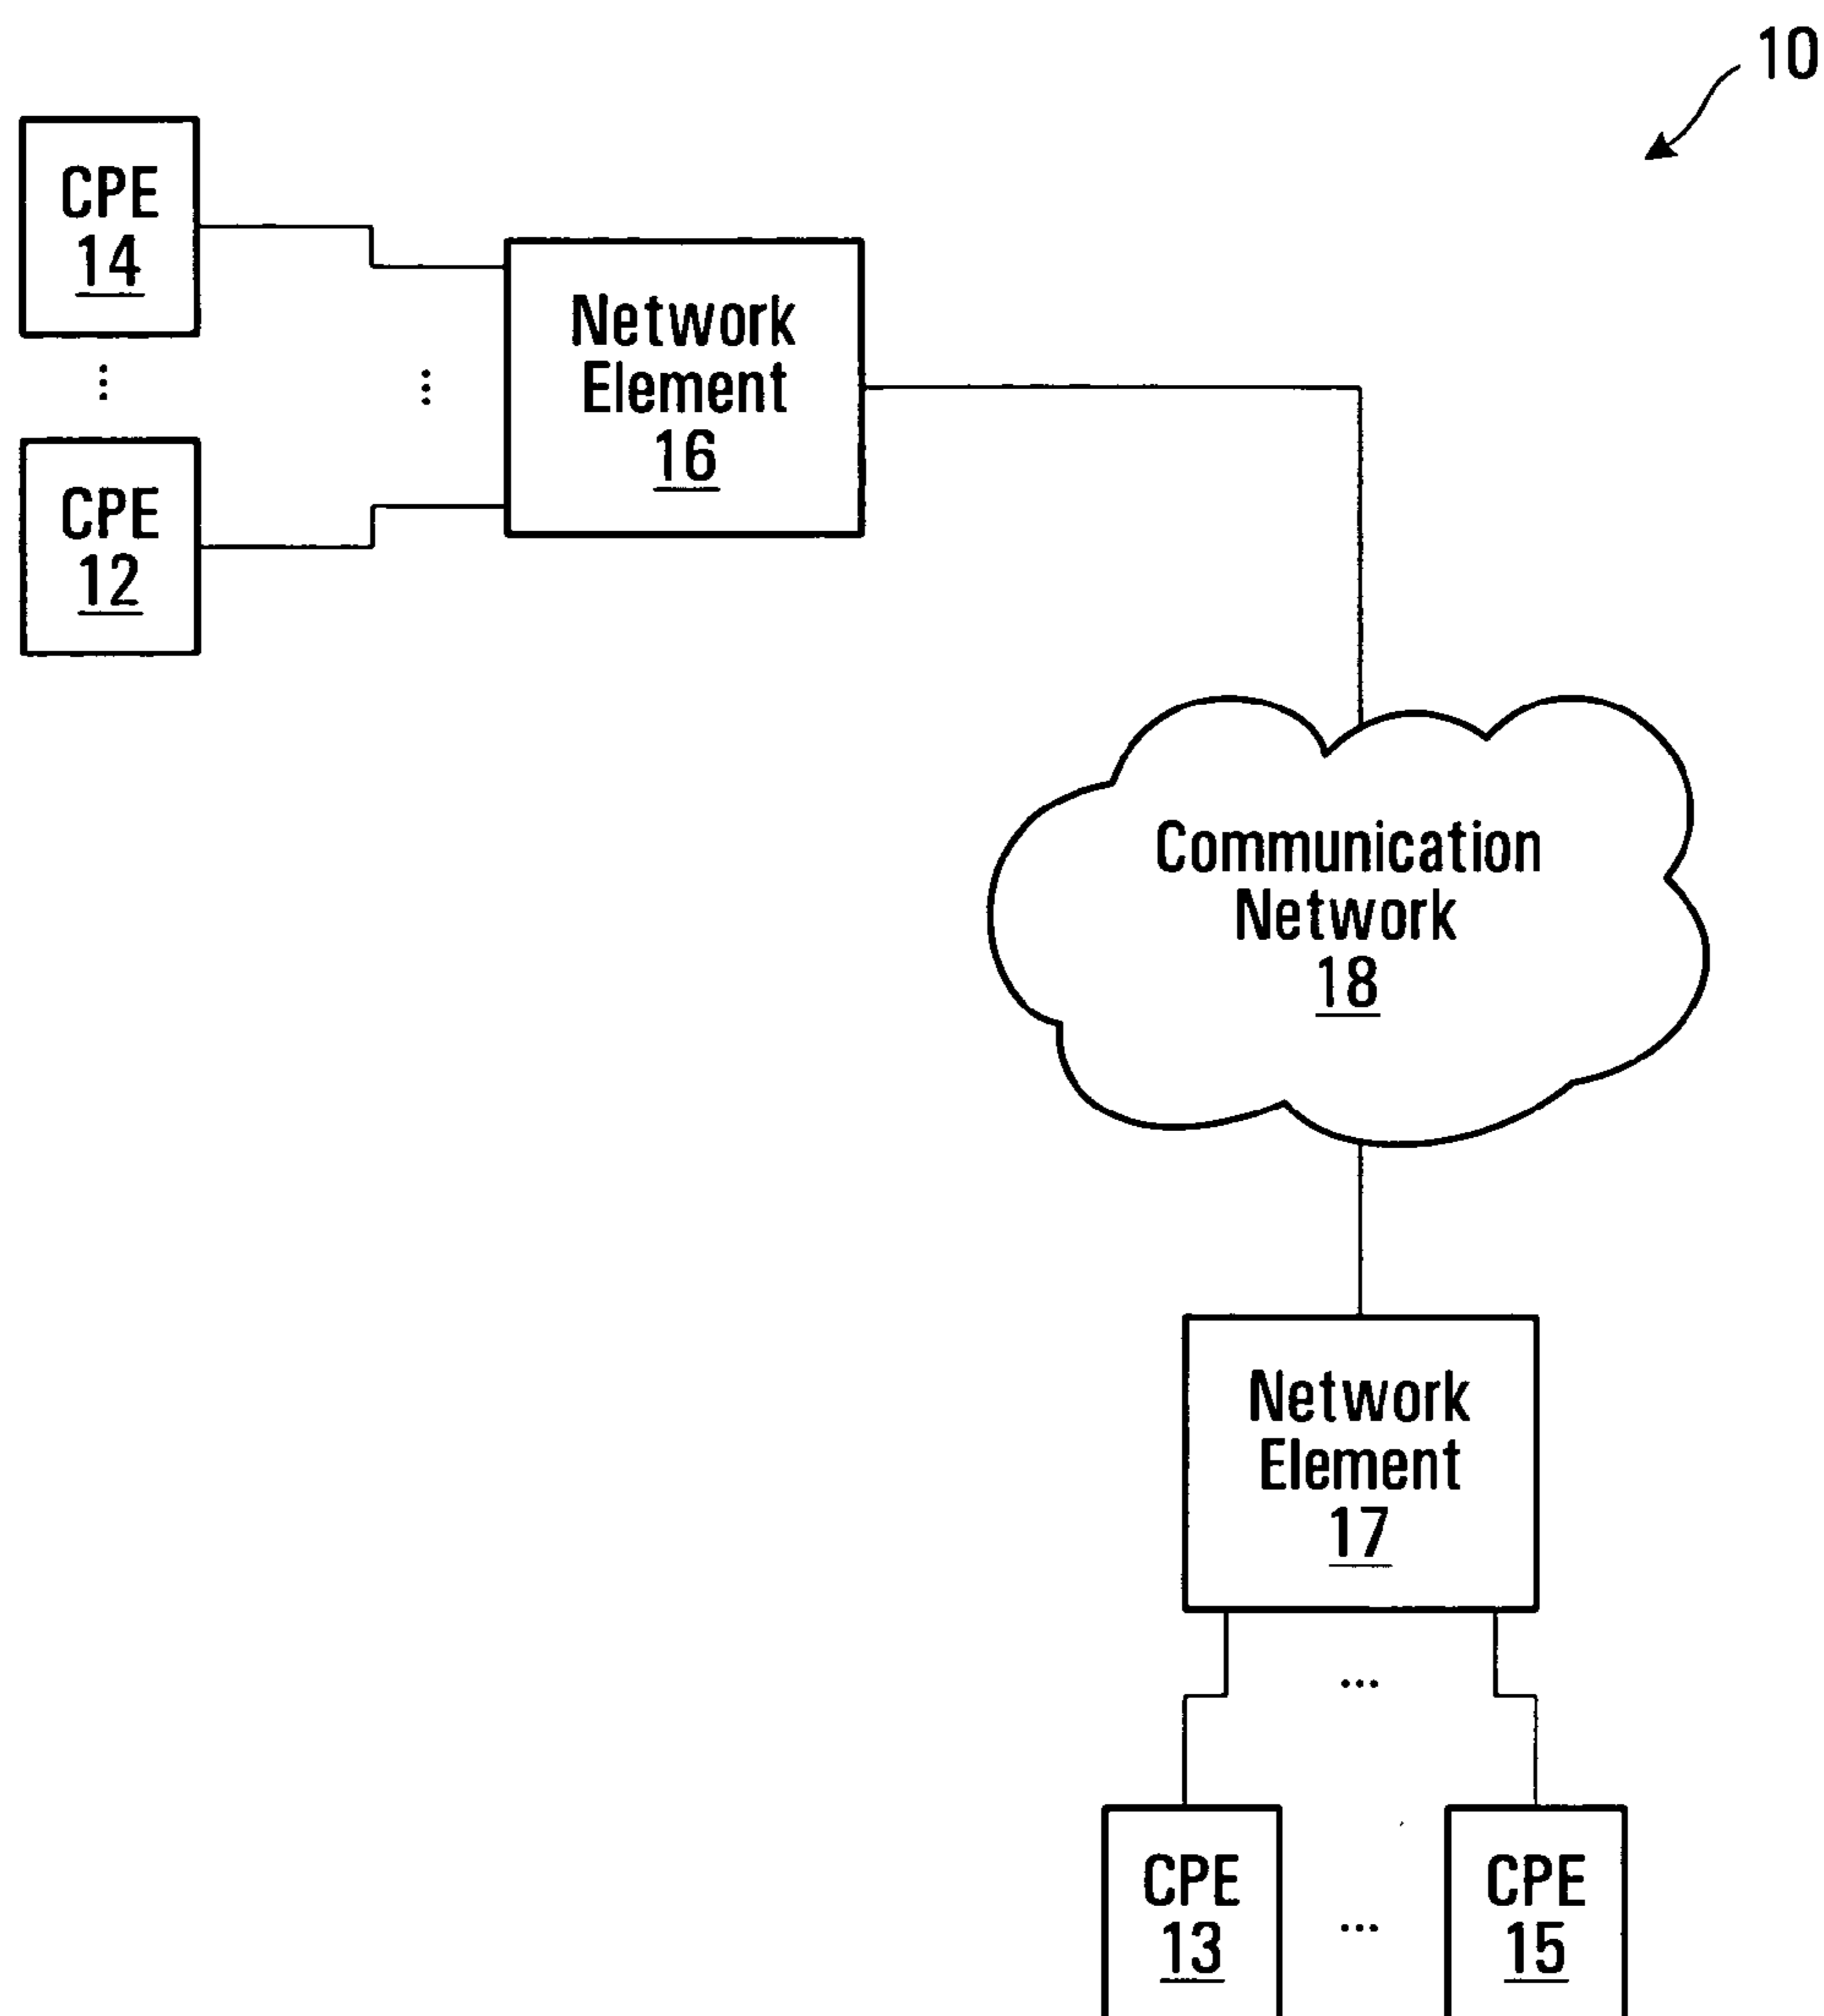 10
CPE
14
Network
Element
16
CPE
12
Communication
Network
18
Network
Element
17
CPE
13
CPE
15